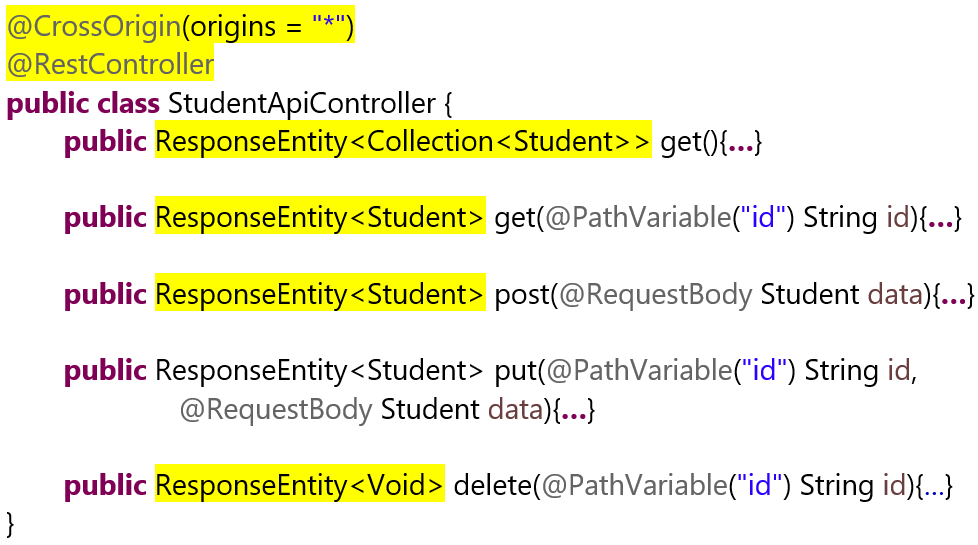 @CrossOrigin(origins = "*")
@RestController
public class StudentApiController {
public ResponseEntity<Collection<Student>> get(){...}
public ResponseEntity<Student> get(@PathVariable("id") String id){...}
public ResponseEntity<Student> post(@RequestBody Student data){...}
public ResponseEntity<Student> put(@PathVariable("id") String id,
@RequestBody Student data){...}
public ResponseEntity<Void> delete(@PathVariable("id") String id){...}
}